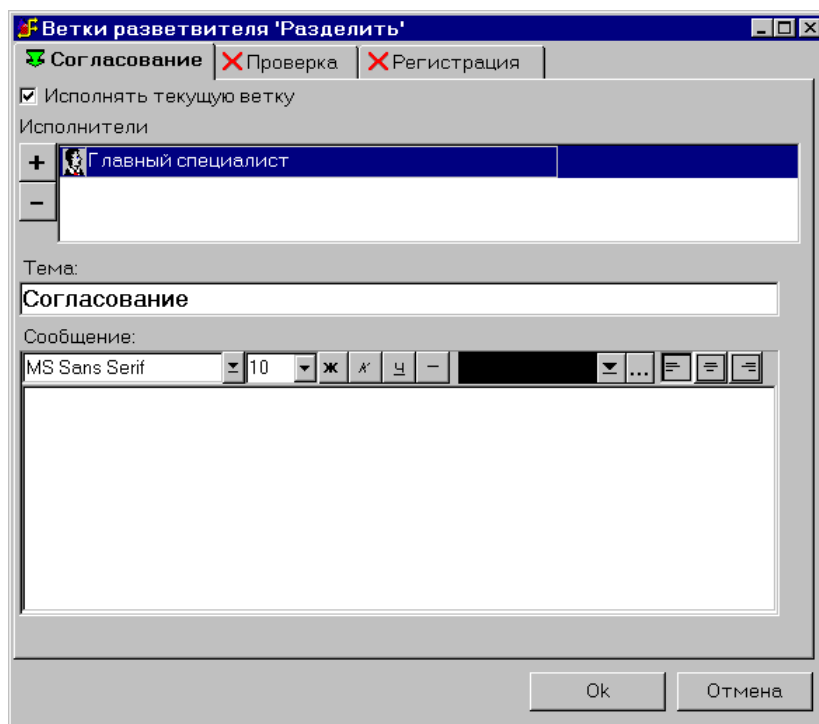 Ветки разветвителя 'Разделить'
Согласование Проверка Регистрация
Исполнять текущую ветку
Исполнители
+
Главный специалист
–
Тема:
Согласование
Сообщение:
MS Sans Serif 10 Ж К Ч – ...
Ok Отмена